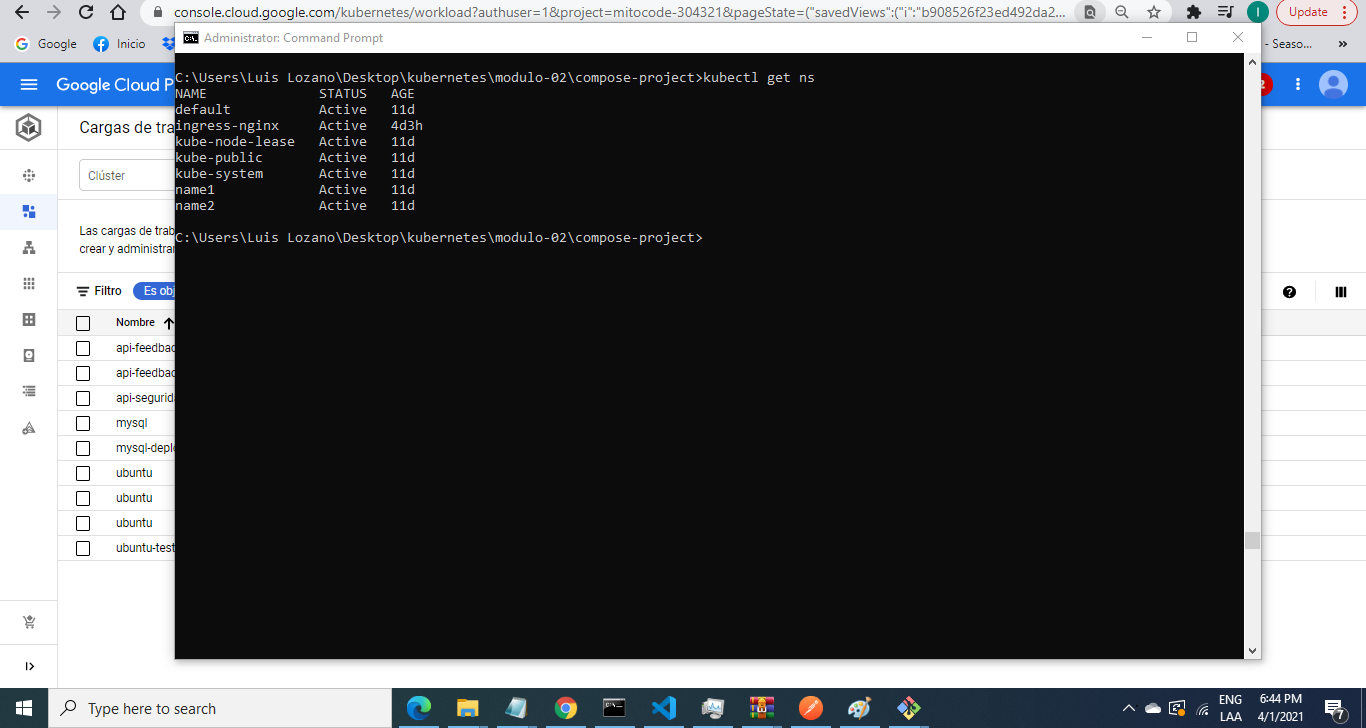 console.cloud.google.com/kubernetes/workload?authuser=1&project=mitocode-304321&pageState=("savedViews":("i":"b908526f23ed492da2...
Update
Google
Inicio
- Seaso...
»
Administrator: Command Prompt
Google Cloud P
2
Cargas de tra
Clúster
Las cargas de trab
crear y administrar
Filtro
Es obj
Nombre
api-feedbac
api-feedbac
api-segurida
mysql
mysql-deplo
ubuntu
ubuntu
ubuntu
ubuntu-test
C:\Users\Luis Lozano\Desktop\kubernetes\modulo-02\compose-project>kubectl get ns
NAME STATUS AGE
default Active 11d
ingress-nginx Active 4d3h
kube-node-lease Active 11d
kube-public Active 11d
kube-system Active 11d
name1 Active 11d
name2 Active 11d
C:\Users\Luis Lozano\Desktop\kubernetes\modulo-02\compose-project>
Type here to search
ENG
LAA
6:44 PM
4/1/2021
7